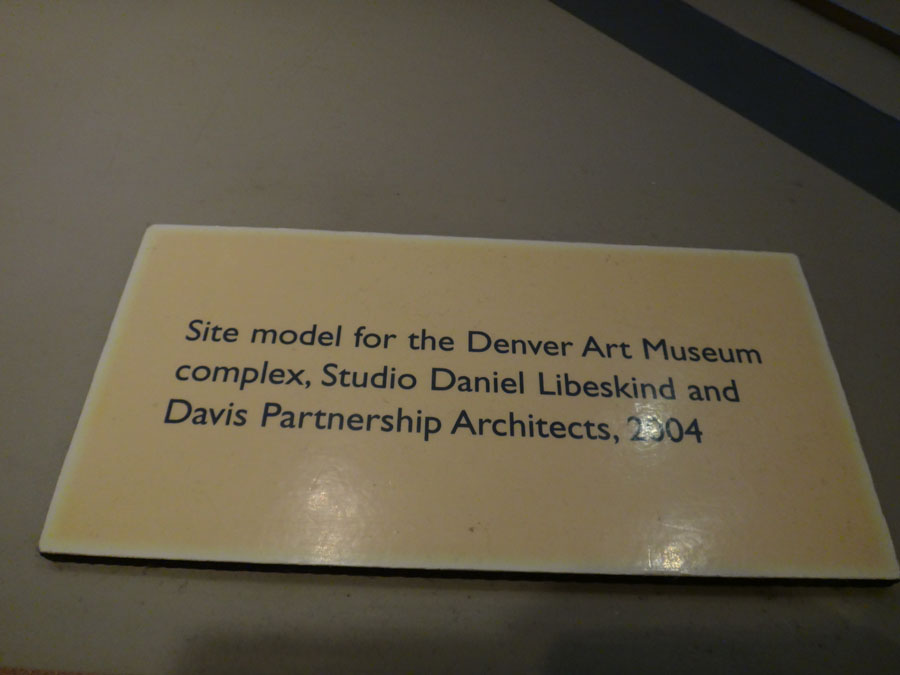 Site model for the Denver Art Museum
complex, Studio Daniel Libeskind and
Davis Partnership Architects, 2004